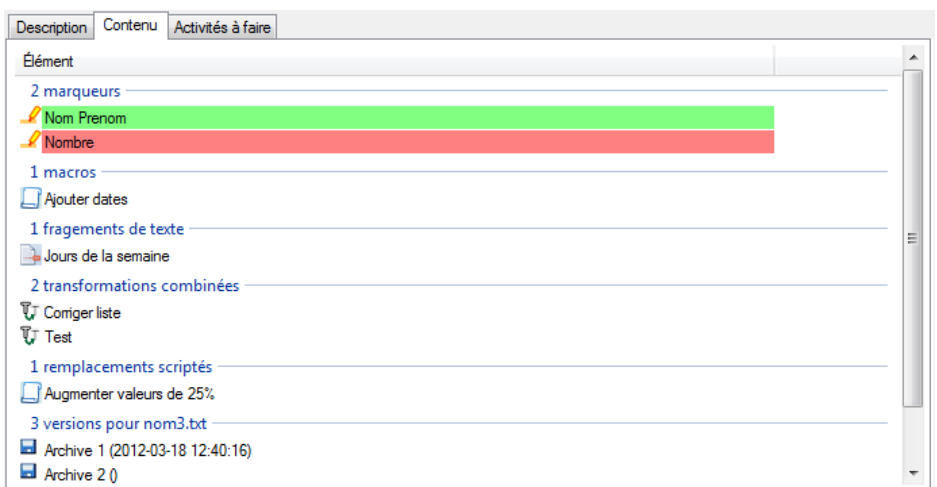 Description Contenu Activités à faire
Élément
2 marqueurs
Nom Prenom
Nombre
1 macros
Ajouter dates
1 fragements de texte
Jours de la semaine
2 transformations combinées
Corriger liste
Test
1 remplacements scriptés
Augmenter valeurs de 25%
3 versions pour nom3.txt
Archive 1 (2012-03-18 12:40:16)
Archive 2 ()